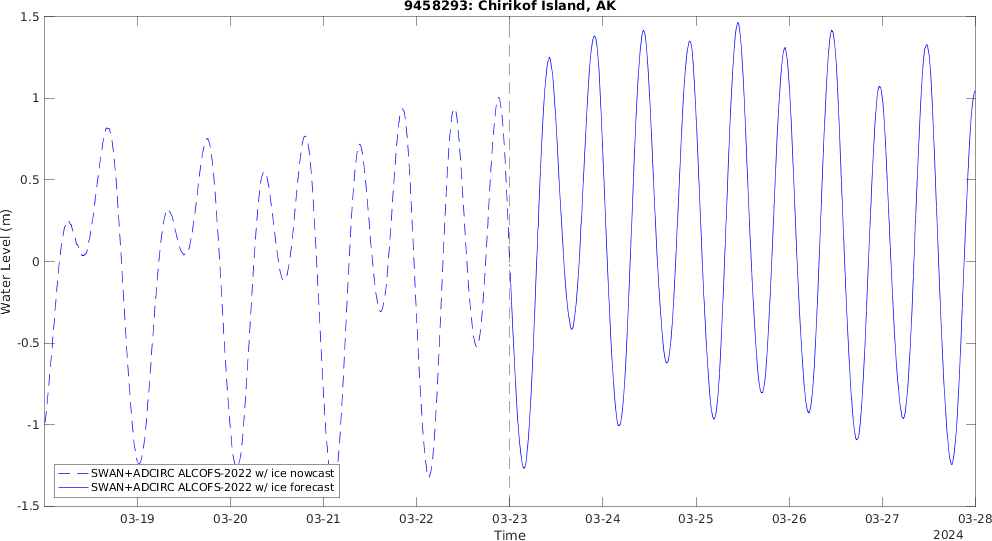 9458293: Chirikof Island, AK
1.5
1
0.5
0
-0.5
-1
-1.5
Water Level (m)
SWAN+ADCIRC ALCOFS-2022 w/ ice nowcast
SWAN+ADCIRC ALCOFS-2022 w/ ice forecast
03-19 03-20 03-21 03-22 03-23 03-24 03-25 03-26 03-27 03-28
Time
2024